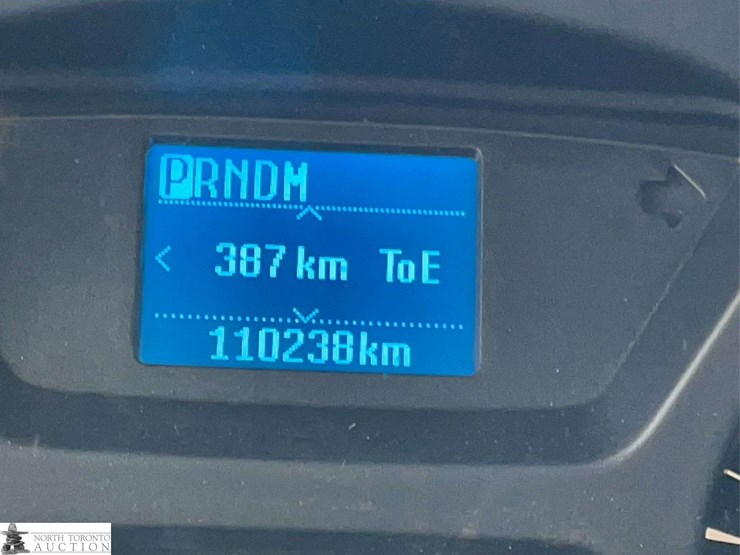 PRNDM
387 km ToE
110238km
NORTH TORONTO
AUCTION